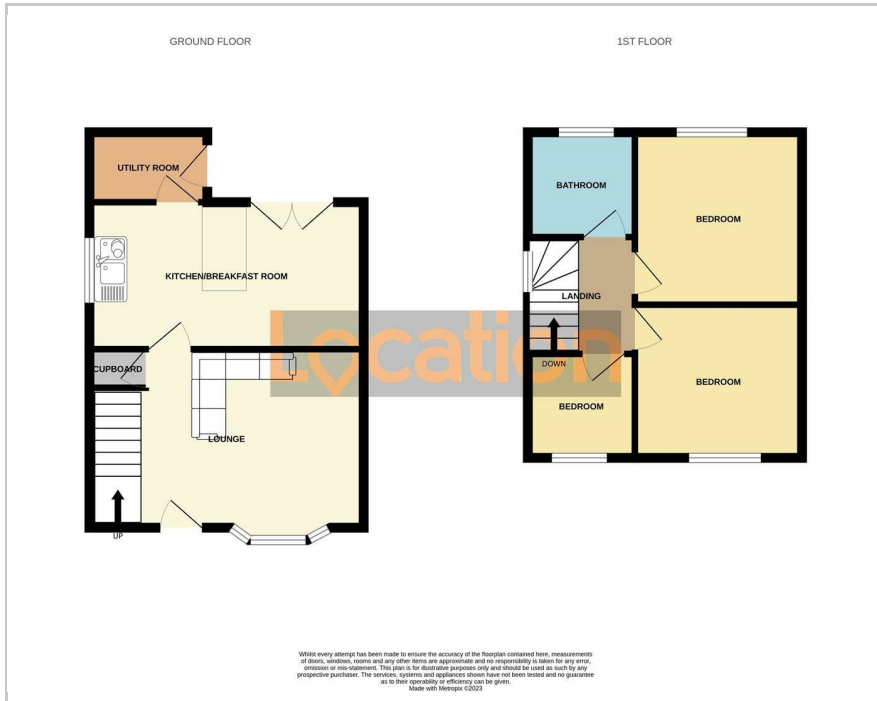 GROUND FLOOR
1ST FLOOR
UTILITY ROOM
KITCHEN/BREAKFAST ROOM
CUPBOARD
LOUNGE
UP
BATHROOM
BEDROOM
LANDING
DOWN
BEDROOM
BEDROOM
Location
Whilst every attempt has been made to ensure the accuracy of the floorplan contained here, measurements
of doors, windows, rooms and any other items are approximate and no responsibility is taken for any error,
omission or mis-statement. This plan is for illustrative purposes only and should be used as such by any
prospective purchaser. The services, systems and appliances shown have not been tested and no guarantee
as to their operability or efficiency can be given.
Made with Metropix ©2023